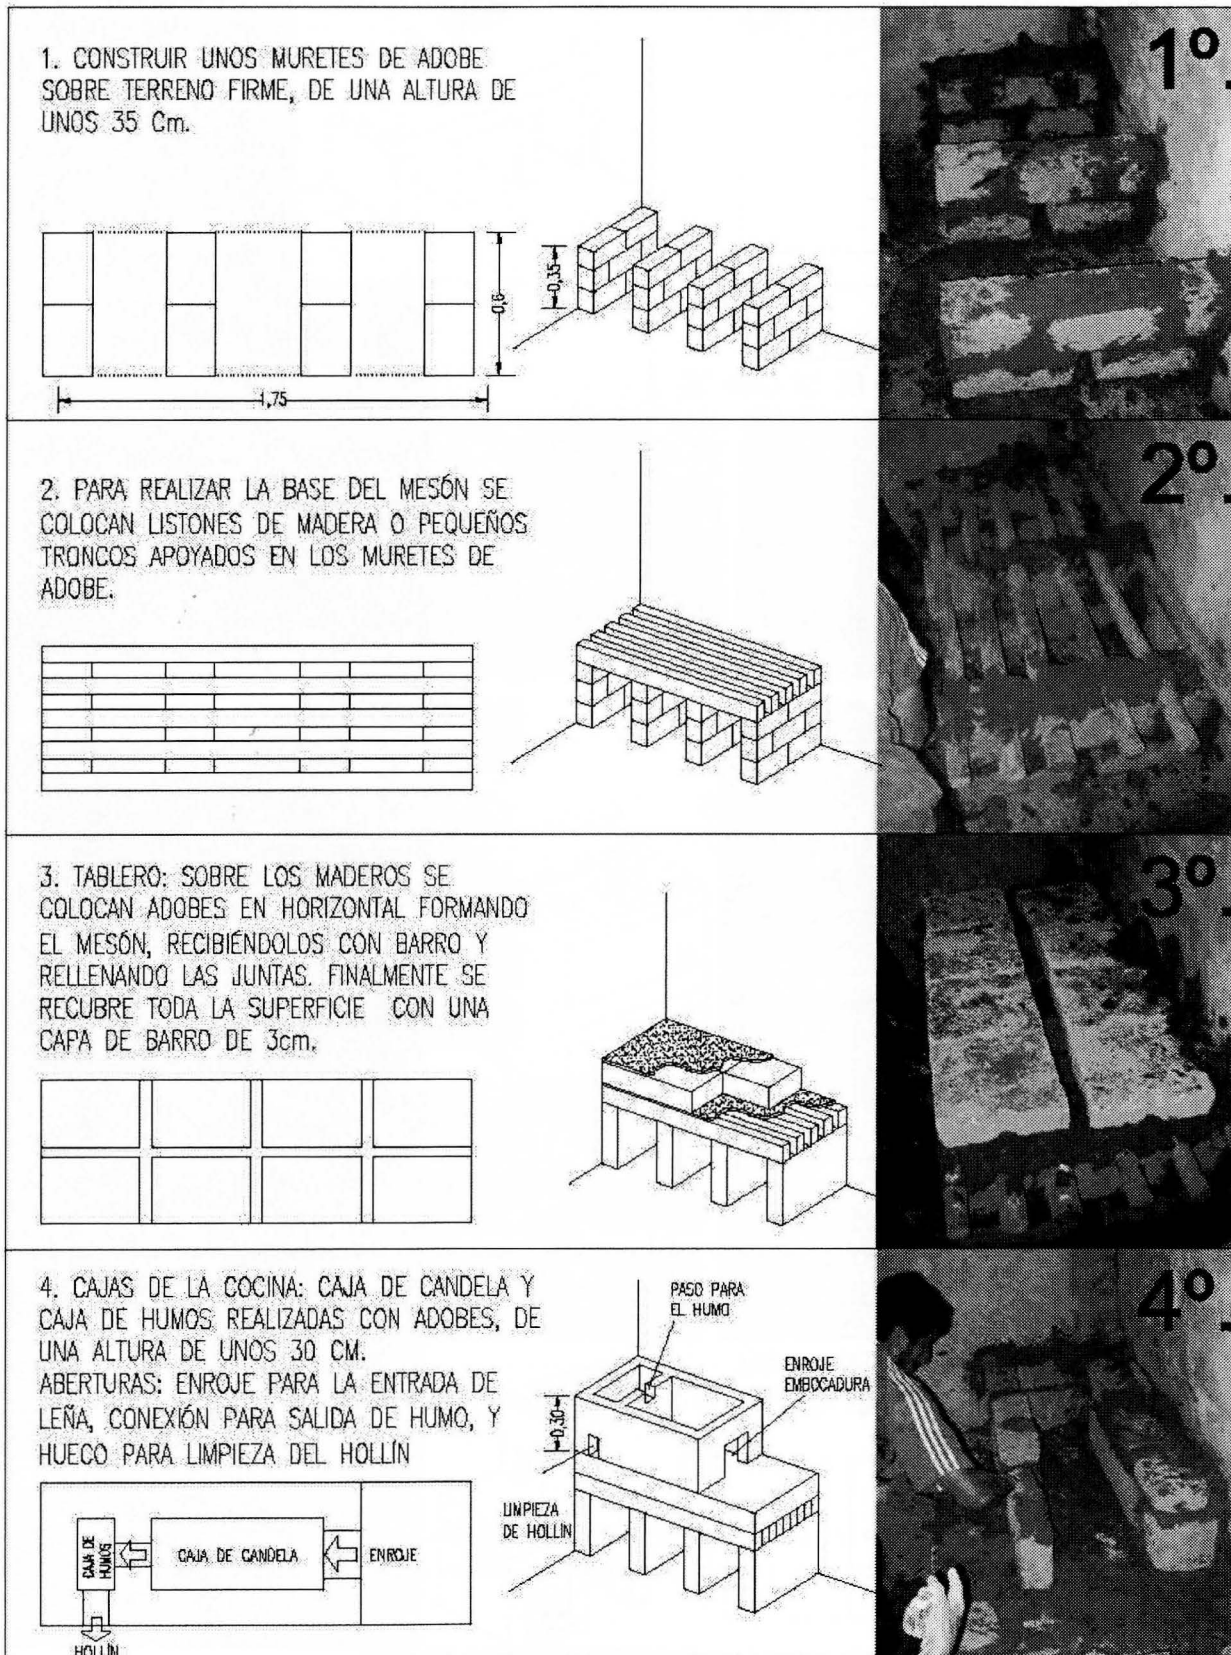 1. CONSTRUIR UNOS MURETES DE ADOBE
SOBRE TERRENO FIRME, DE UNA ALTURA DE
UNOS 35 Cm.
0,6
1,75
0,35
1º.
2. PARA REALIZAR LA BASE DEL MESÓN SE
COLOCAN LISTONES DE MADERA O PEQUEÑOS
TRONCOS APOYADOS EN LOS MURETES DE
ADOBE.
2º.
3. TABLERO: SOBRE LOS MADEROS SE
COLOCAN ADOBES EN HORIZONTAL FORMANDO
EL MESÓN, RECIBIÉNDOLOS CON BARRO Y
RELLENANDO LAS JUNTAS. FINALMENTE SE
RECUBRE TODA LA SUPERFICIE CON UNA
CAPA DE BARRO DE 3cm.
3º.
4. CAJAS DE LA COCINA: CAJA DE CANDELA Y
CAJA DE HUMOS REALIZADAS CON ADOBES, DE
UNA ALTURA DE UNOS 30 CM.
ABERTURAS: ENROJE PARA LA ENTRADA DE
LEÑA, CONEXIÓN PARA SALIDA DE HUMO, Y
HUECO PARA LIMPIEZA DEL HOLLÍN
CAJA DE
HUMOS
CAJA DE CANDELA
ENROJE
HOLLÍN
PASO PARA
EL HUMO
ENROJE
EMBOCADURA
0,30
LIMPIEZA
DE HOLLÍN
4º.